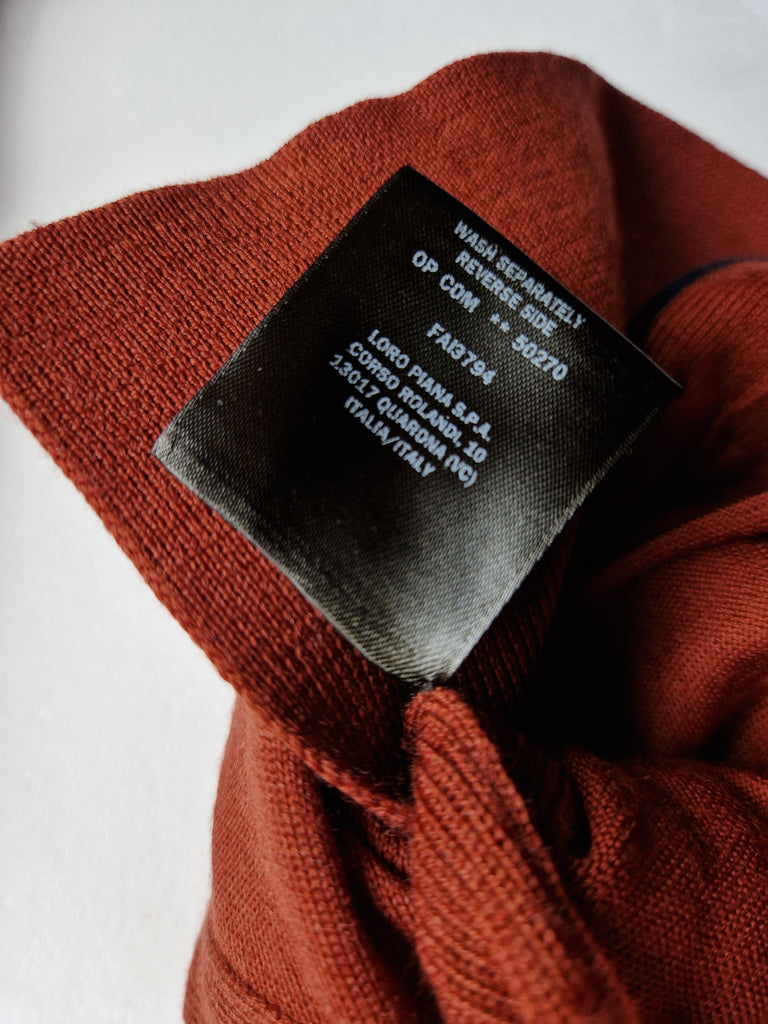 WASH SEPARATELY
REVERSE SIDE
OP COM ** 50270
FAI3794
LORO PIANA S.P.A.
CORSO ROLANDI, 10
13017 QUARONA (VC)
ITALIA/ITALY